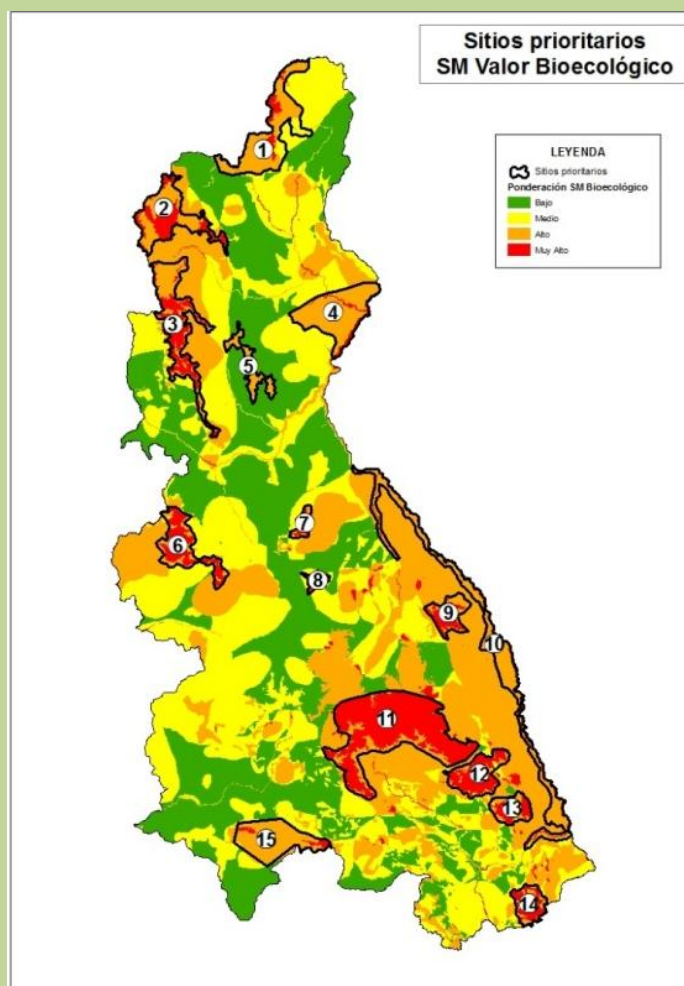 Sitios prioritarios
SM Valor Bioecológico
LEYENDA
Sitios prioritarios
Ponderación SM Bioecológico
Bajo
Medio
Alto
Muy Alto
1
2
3
4
5
6
7
8
9
10
11
12
13
14
15